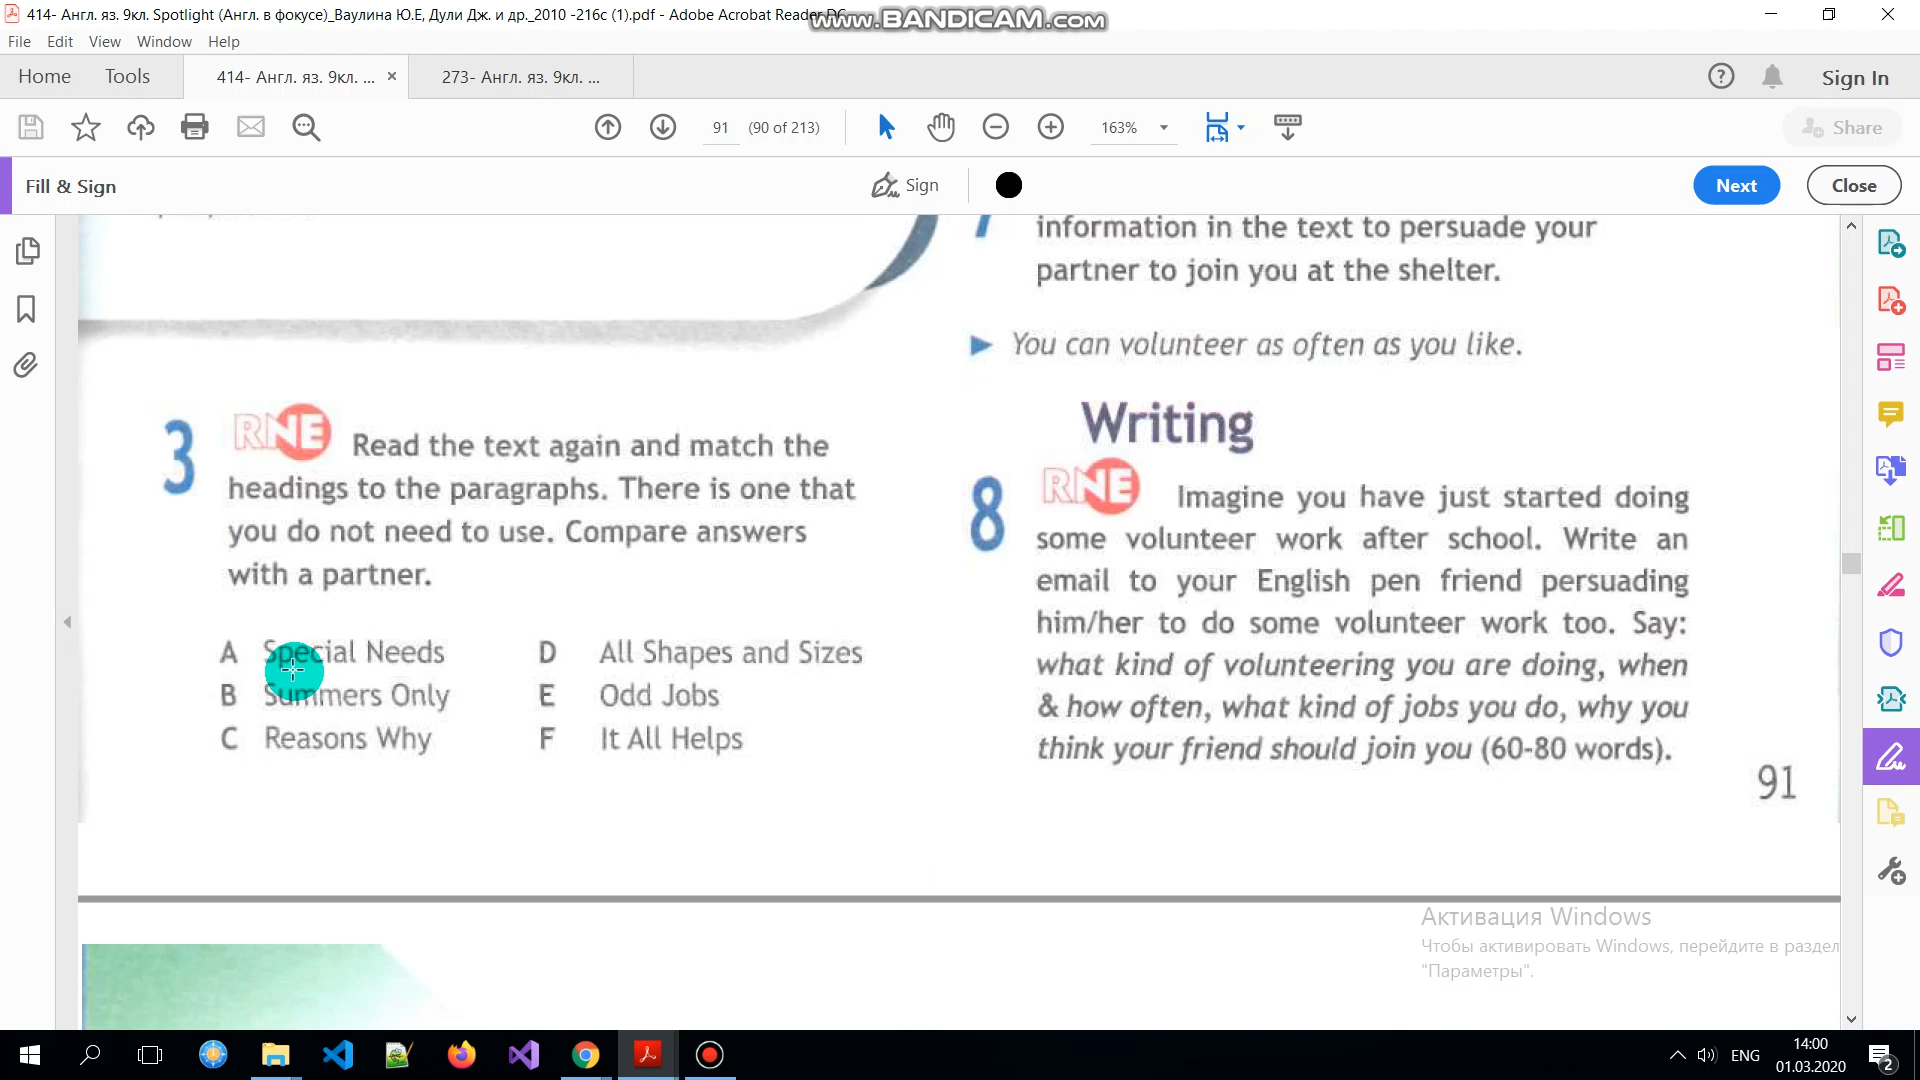 414- Англ. яз. 9кл. Spotlight (Англ. в фокусе)_Ваулина Ю.Е, Дули Дж. и др._2010 -216с (1).pdf - Adobe Acrobat Reader DC
www.BANDICAM.com
File Edit View Window Help
Home Tools 414- Англ. яз. 9кл. ... × 273- Англ. яз. 9кл. ... Sign In
91 (90 of 213) 163% Share
Fill & Sign Sign Next Close
7 information in the text to persuade your
partner to join you at the shelter.
► You can volunteer as often as you like.
3 RNE Read the text again and match the
headings to the paragraphs. There is one that
you do not need to use. Compare answers
with a partner.
A Special Needs D All Shapes and Sizes
B Summers Only E Odd Jobs
C Reasons Why F It All Helps
Writing
8 RNE Imagine you have just started doing
some volunteer work after school. Write an
email to your English pen friend persuading
him/her to do some volunteer work too. Say:
what kind of volunteering you are doing, when
& how often, what kind of jobs you do, why you
think your friend should join you (60-80 words).
91
Активация Windows
Чтобы активировать Windows, перейдите в раздел
"Параметры".
ENG
14:00
01.03.2020
2